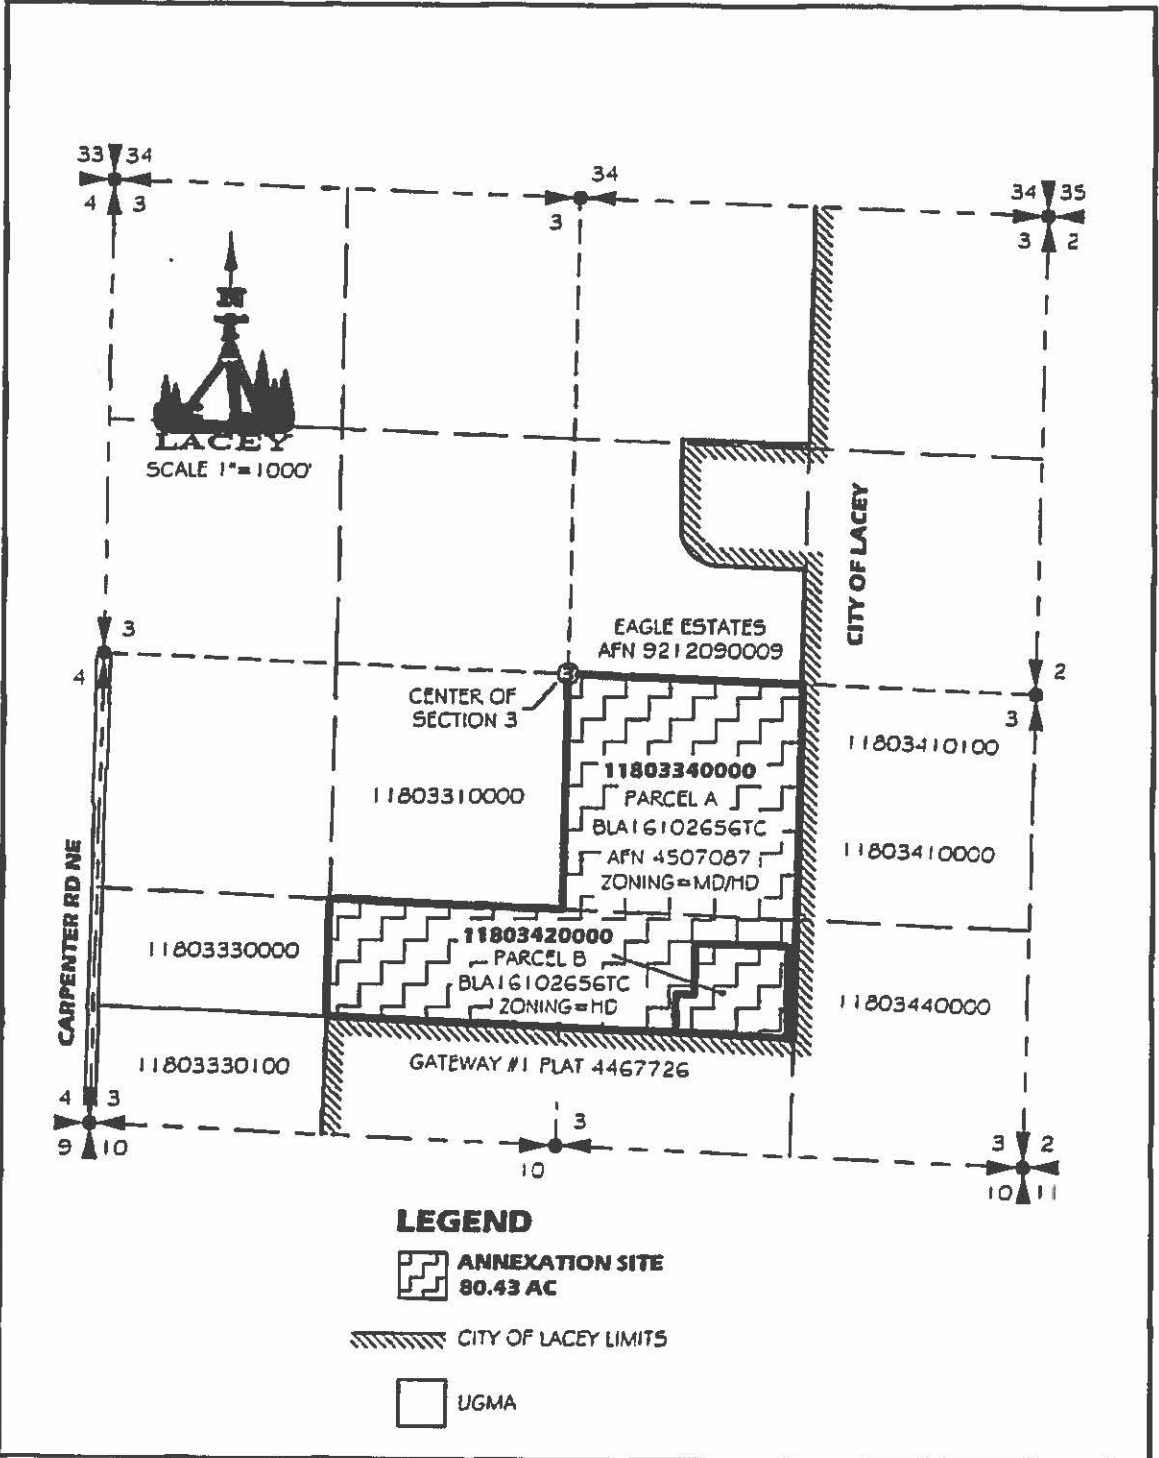 33 34
4 3
34
3
34 35
3 2
N
LACEY
SCALE 1"=1000'
CITY OF LACEY
3
4
EAGLE ESTATES
AFN 9212090009
3
CENTER OF
SECTION 3
2
3
11803410100
11803310000
11803340000
PARCEL A
BLA16102656TC
AFN 4507087
ZONING=MD/HD
11803410000
CARPENTER RD NE
11803330000
11803420000
PARCEL B
BLA16102656TC
ZONING=HD
11803440000
11803330100
GATEWAY #1 PLAT 4467726
4 3
9 10
3
10
3 2
10 11
LEGEND
ANNEXATION SITE
80.43 AC
CITY OF LACEY LIMITS
UGMA